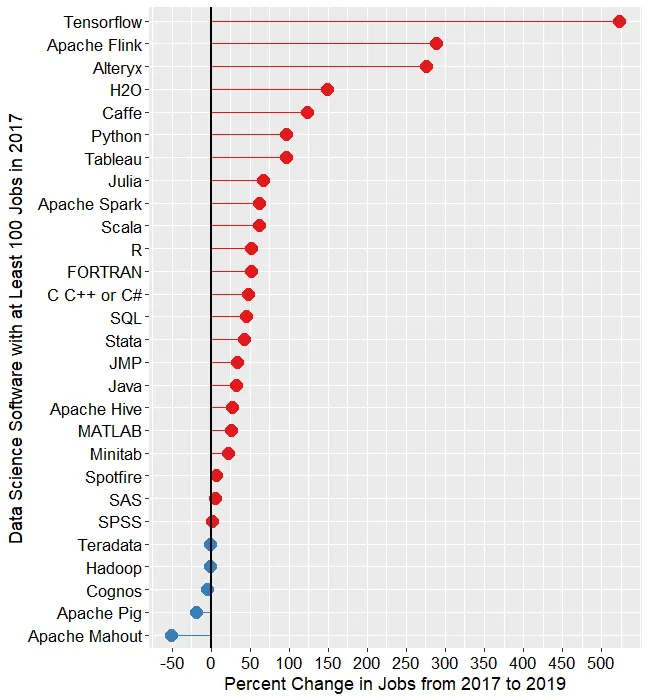 Data Science Software with at Least 100 Jobs in 2017
Tensorflow
Apache Flink
Alteryx
H2O
Caffe
Python
Tableau
Julia
Apache Spark
Scala
R
FORTRAN
C C++ or C#
SQL
Stata
JMP
Java
Apache Hive
MATLAB
Minitab
Spotfire
SAS
SPSS
Teradata
Hadoop
Cognos
Apache Pig
Apache Mahout
-50 0 50 100 150 200 250 300 350 400 450 500
Percent Change in Jobs from 2017 to 2019